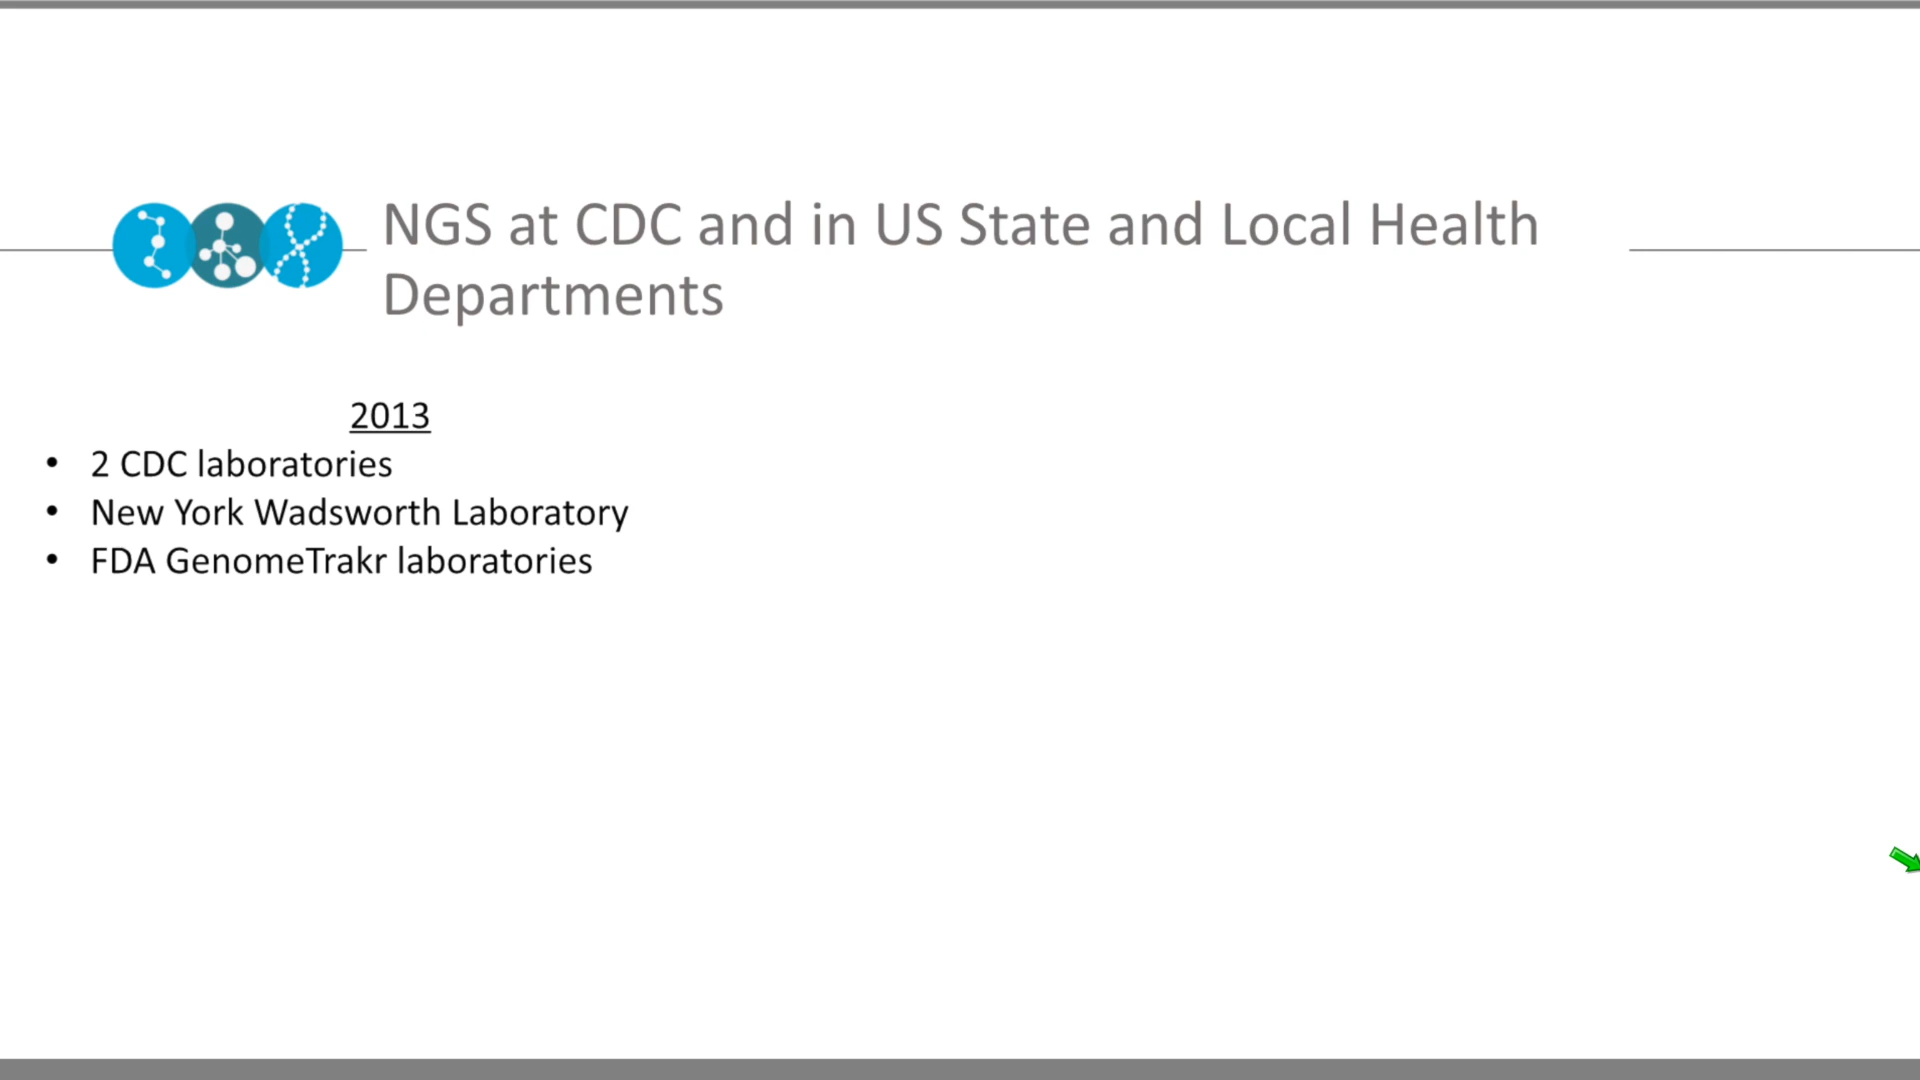 NGS at CDC and in US State and Local Health
Departments
2013
• 2 CDC laboratories
• New York Wadsworth Laboratory
• FDA GenomeTrakr laboratories